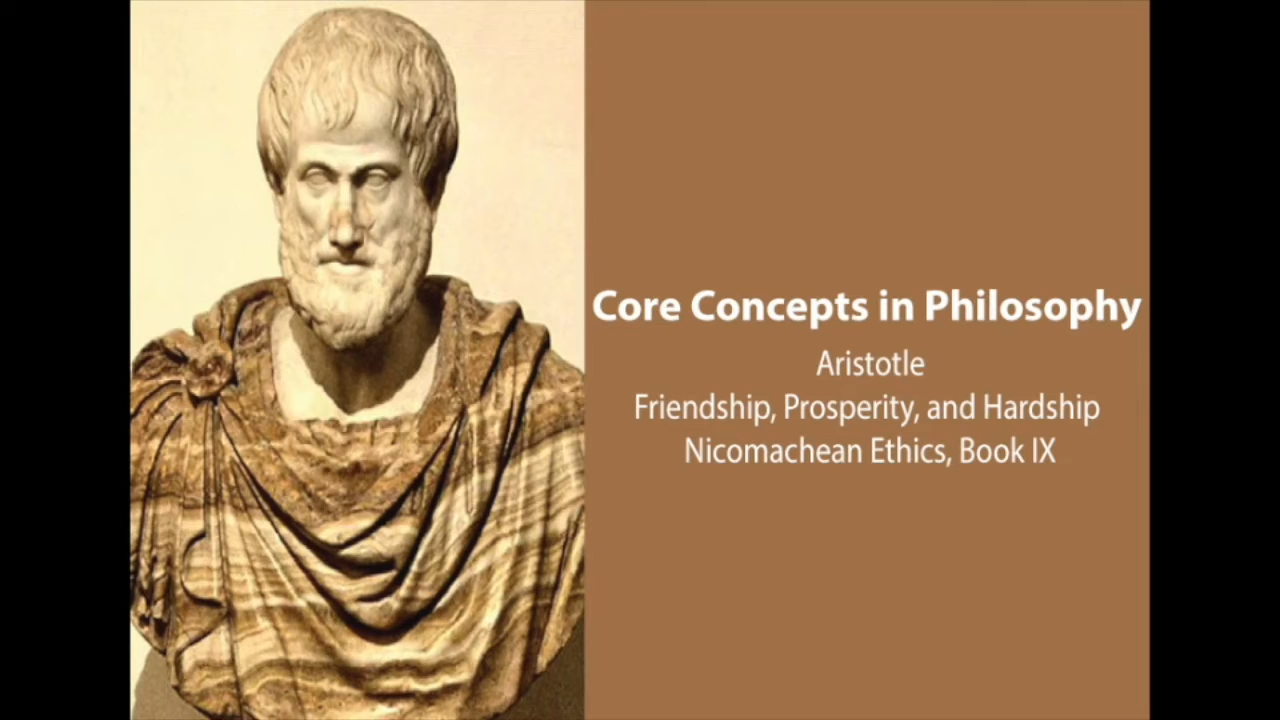 Core Concepts in Philosophy
Aristotle
Friendship, Prosperity, and Hardship
Nicomachean Ethics, Book IX